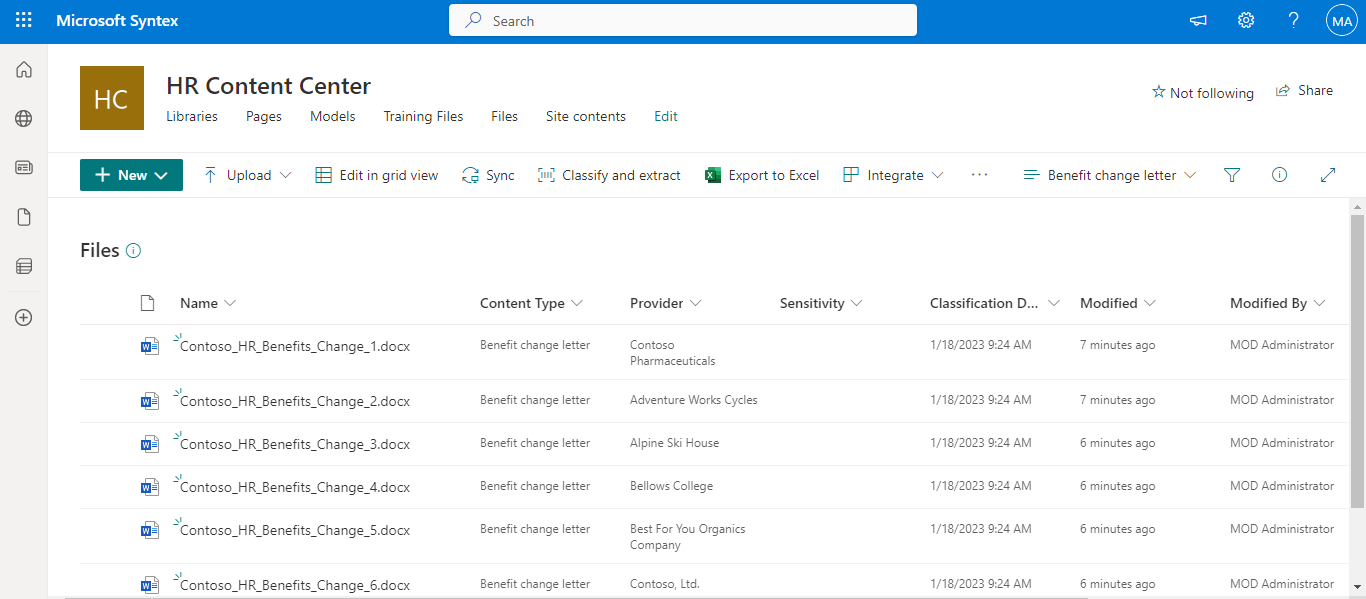 Microsoft Syntex Search ? MA
HC HR Content Center Not following Share
Libraries Pages Models Training Files Files Site contents Edit
New Upload Edit in grid view Sync Classify and extract Export to Excel Integrate ... Benefit change letter
Files
Name Content Type Provider Sensitivity Classification D... Modified Modified By
Contoso_HR_Benefits_Change_1.docx Benefit change letter Contoso 1/18/2023 9:24 AM 7 minutes ago MOD Administrator
Pharmaceuticals
Contoso_HR_Benefits_Change_2.docx Benefit change letter Adventure Works Cycles 1/18/2023 9:24 AM 7 minutes ago MOD Administrator
Contoso_HR_Benefits_Change_3.docx Benefit change letter Alpine Ski House 1/18/2023 9:24 AM 6 minutes ago MOD Administrator
Contoso_HR_Benefits_Change_4.docx Benefit change letter Bellows College 1/18/2023 9:24 AM 6 minutes ago MOD Administrator
Contoso_HR_Benefits_Change_5.docx Benefit change letter Best For You Organics 1/18/2023 9:24 AM 6 minutes ago MOD Administrator
Company
Contoso_HR_Benefits_Change_6.docx Benefit change letter Contoso, Ltd. 1/18/2023 9:24 AM 6 minutes ago MOD Administrator